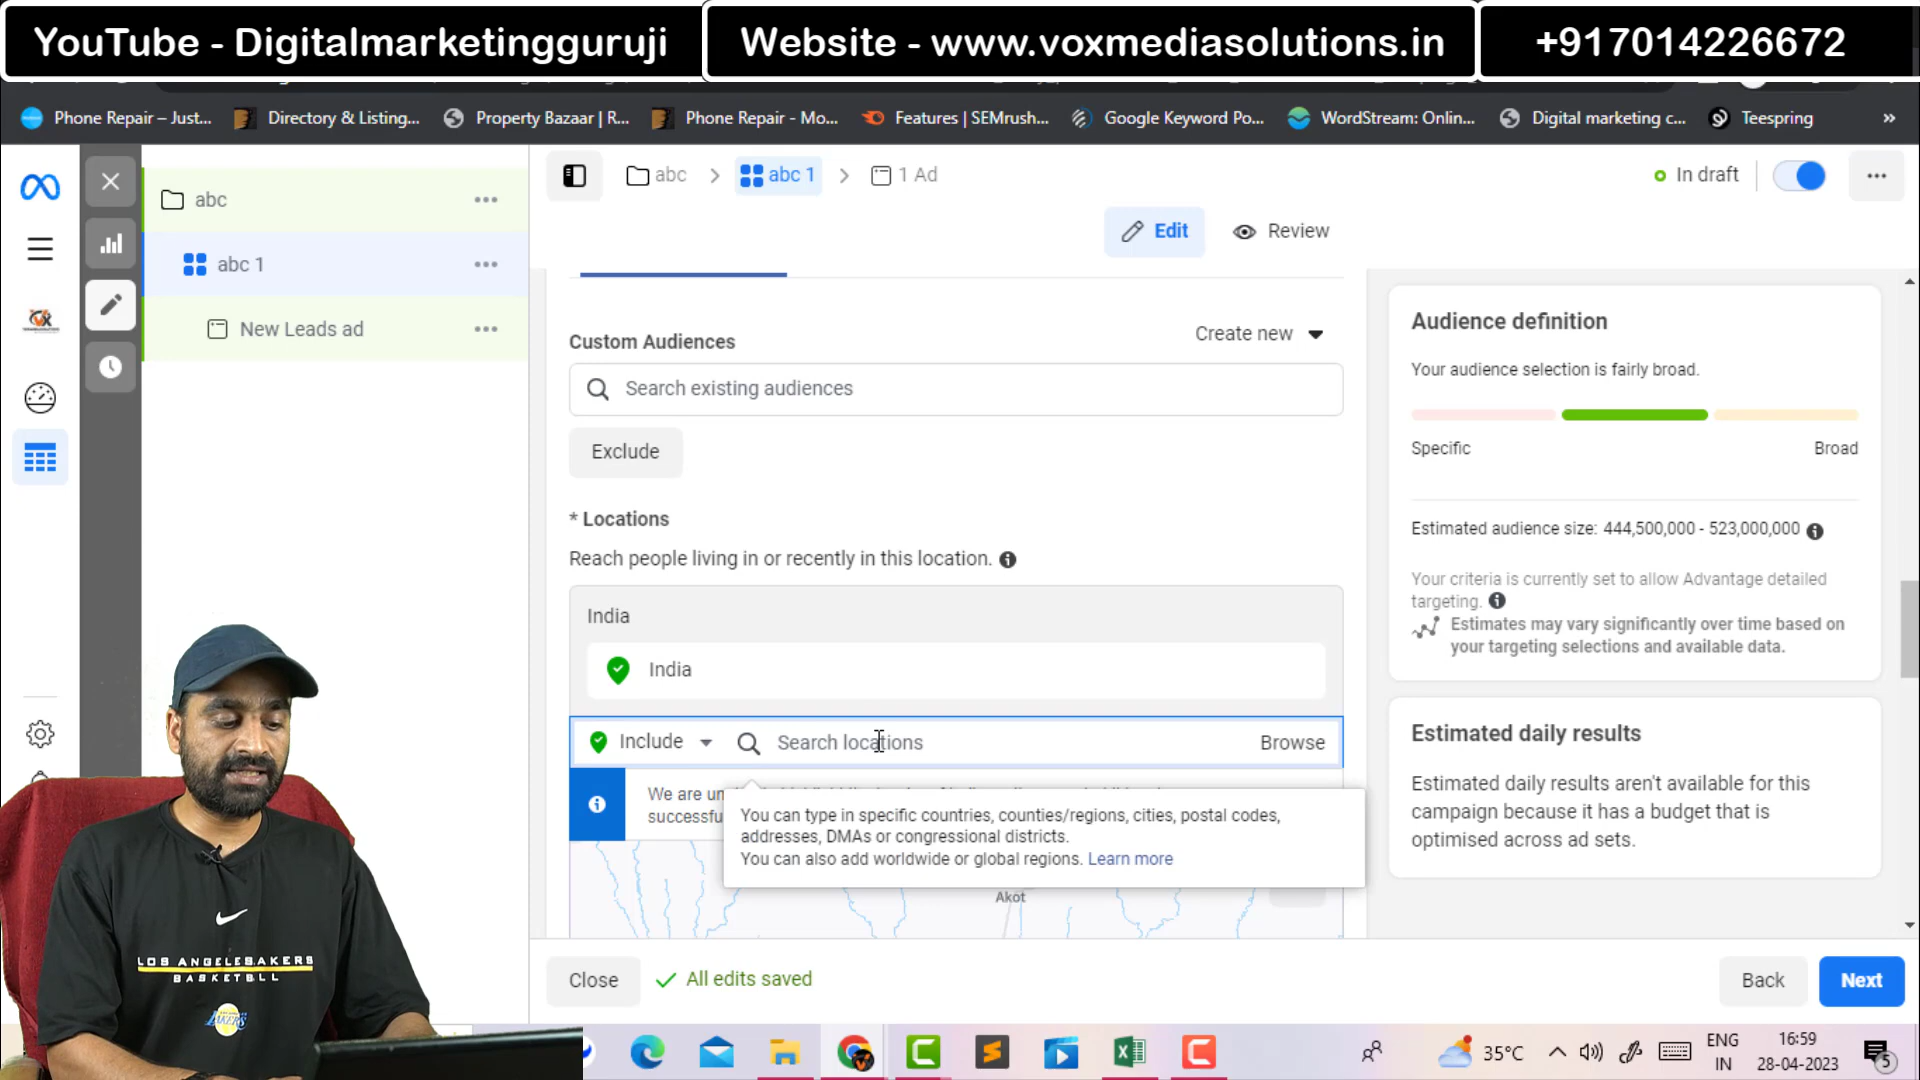 YouTube - Digitalmarketingguruji
Website - www.voxmediasolutions.in
+917014226672
Phone Repair – Just...
Directory & Listing...
Property Bazaar | R...
Phone Repair - Mo...
Features | SEMrush...
Google Keyword Po...
WordStream: Onlin...
Digital marketing c...
Teespring
»
abc
abc 1
New Leads ad
abc
abc 1
1 Ad
In draft
Edit
Review
Custom Audiences
Create new
Search existing audiences
Exclude
* Locations
Reach people living in or recently in this location.
India
India
Include
Search locations
Browse
We are un
successfu
You can type in specific countries, counties/regions, cities, postal codes,
addresses, DMAs or congressional districts.
You can also add worldwide or global regions. Learn more
Akot
Audience definition
Your audience selection is fairly broad.
Specific
Broad
Estimated audience size: 444,500,000 - 523,000,000
Your criteria is currently set to allow Advantage detailed
targeting.
Estimates may vary significantly over time based on
your targeting selections and available data.
Estimated daily results
Estimated daily results aren't available for this
campaign because it has a budget that is
optimised across ad sets.
Close
All edits saved
Back
Next
LOS ANGELESAKERS
BASKETBLL
LAKERS
35°C
ENG
IN
16:59
28-04-2023
5